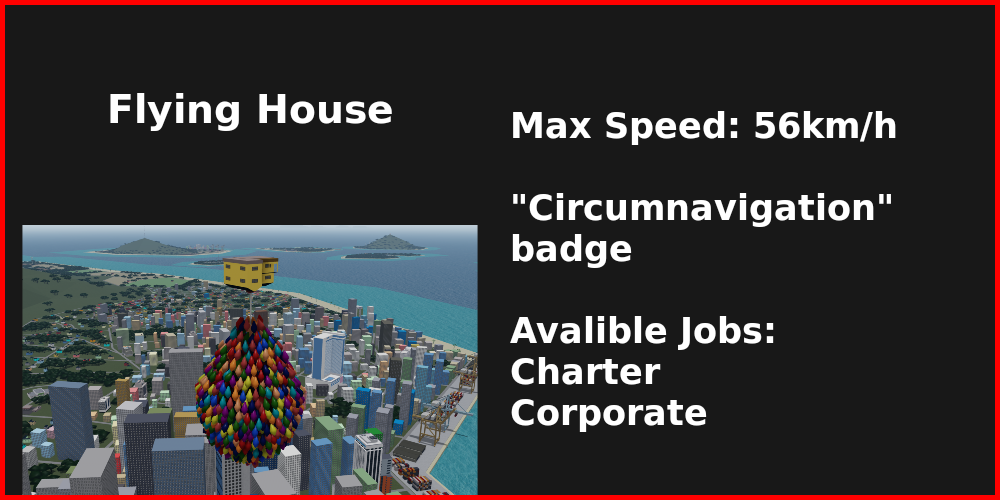 Flying House
Max Speed: 56km/h
"Circumnavigation"
badge
Avalible Jobs:
Charter
Corporate